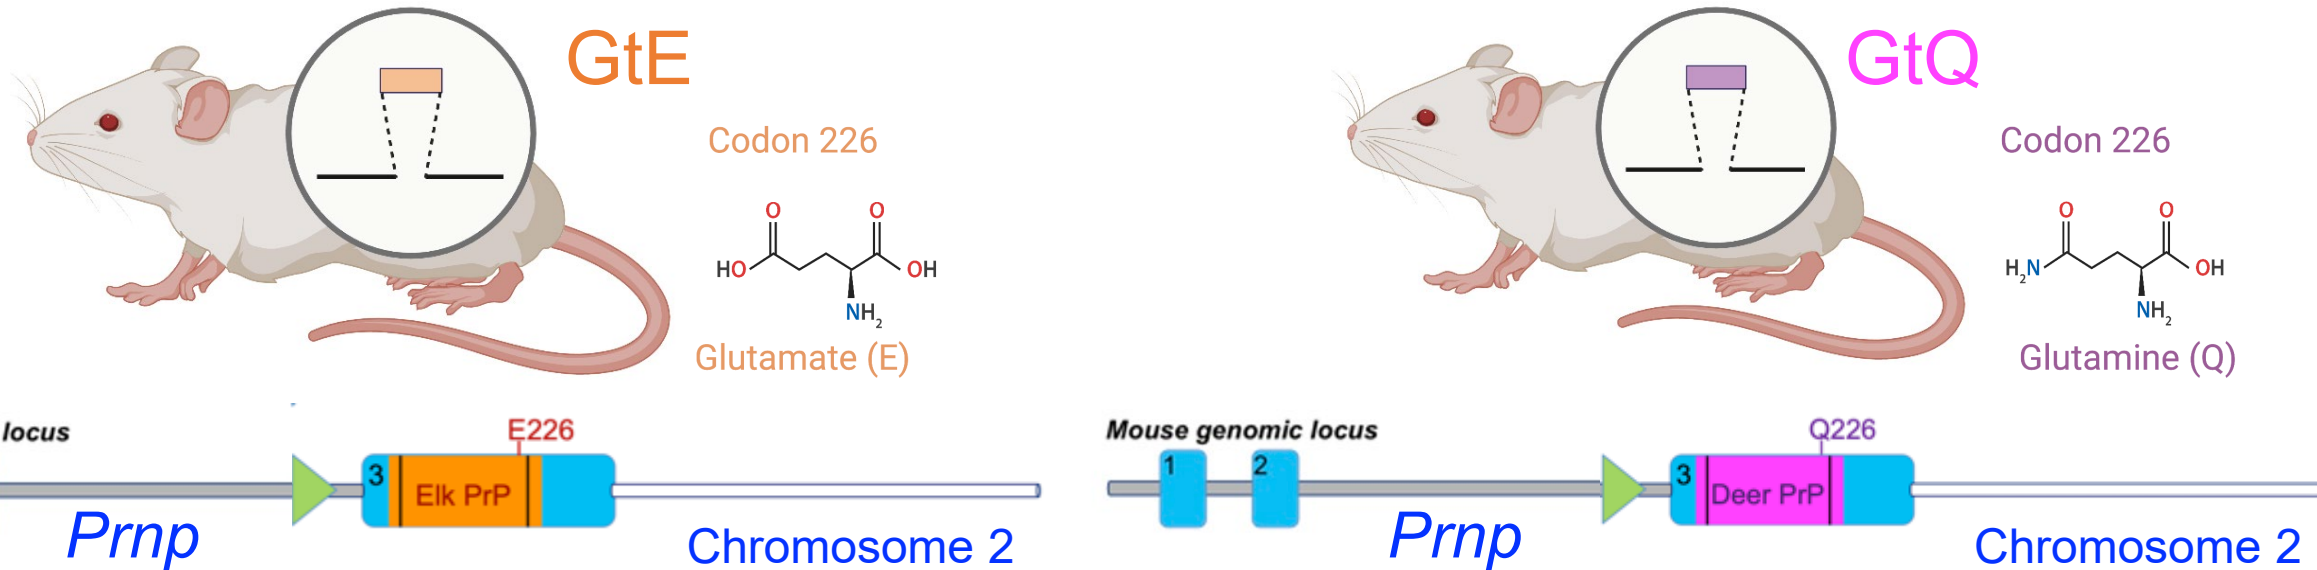 GtE
Codon 226
O O
HO OH
NH2
Glutamate (E)
locus
E226
3
Elk PrP
Prnp
Chromosome 2
GtQ
Codon 226
O O
H2N OH
NH2
Glutamine (Q)
Mouse genomic locus
Q226
1 2 3
Deer PrP
Prnp
Chromosome 2